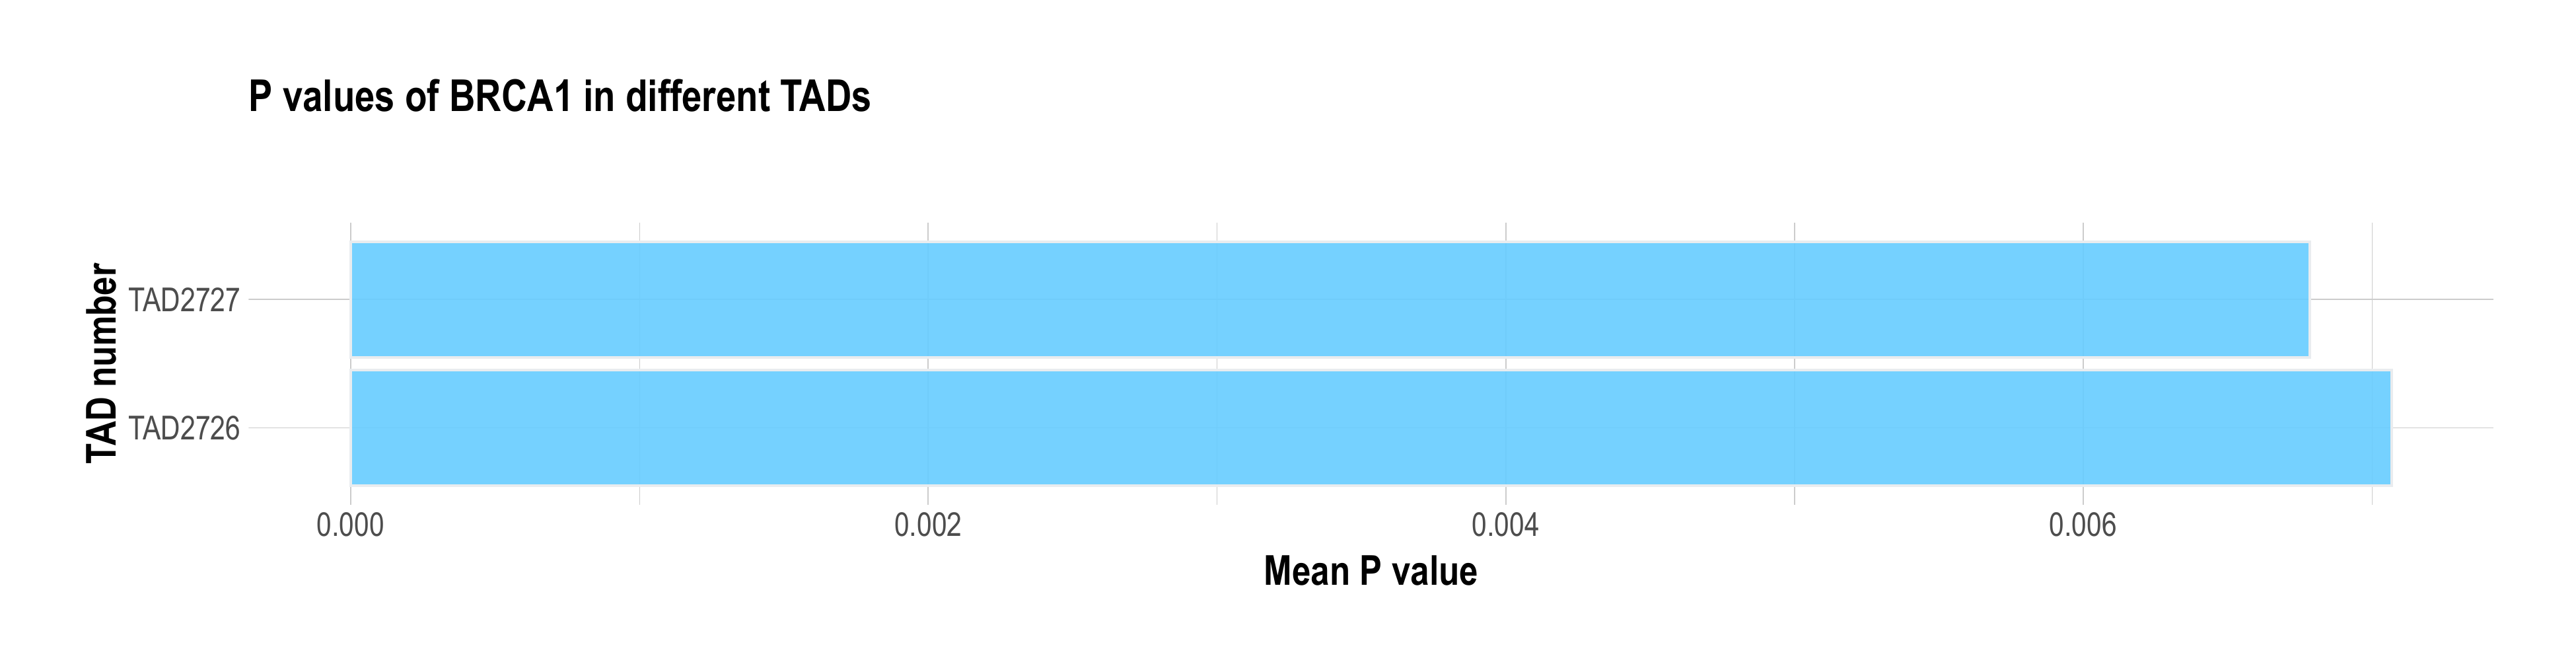 P values of BRCA1 in different TADs
TAD number
TAD2727
TAD2726
0.000 0.002 0.004 0.006
Mean P value